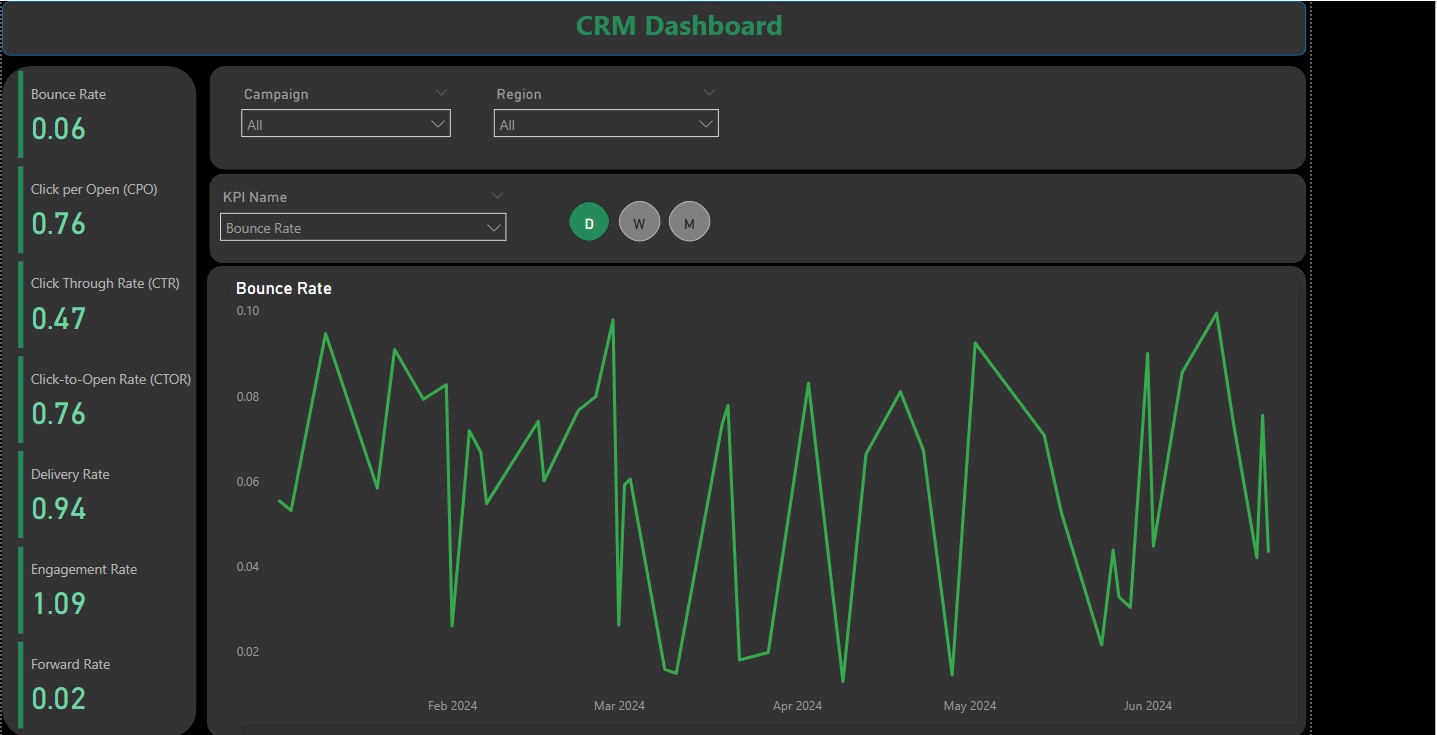 CRM Dashboard
Bounce Rate
0.06
Click per Open (CPO)
0.76
Click Through Rate (CTR)
0.47
Click-to-Open Rate (CTOR)
0.76
Delivery Rate
0.94
Engagement Rate
1.09
Forward Rate
0.02
Campaign
All
Region
All
KPI Name
Bounce Rate
D W M
Bounce Rate
0.10
0.08
0.06
0.04
0.02
Feb 2024 Mar 2024 Apr 2024 May 2024 Jun 2024